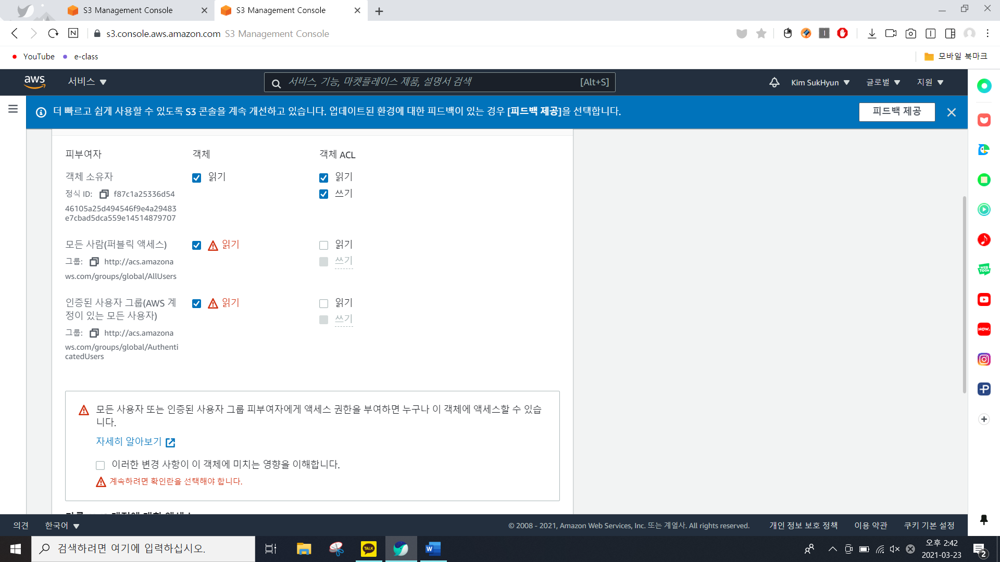 S3 Management Console
S3 Management Console
s3.console.aws.amazon.com S3 Management Console
YouTube
e-class
모바일 북마크
aws
서비스
서비스, 기능, 마켓플레이스 제품, 설명서 검색
[Alt+S]
Kim SukHyun
글로벌
지원
더 빠르고 쉽게 사용할 수 있도록 S3 콘솔을 계속 개선하고 있습니다. 업데이트된 환경에 대한 피드백이 있는 경우 [피드백 제공]을 선택합니다.
피드백 제공
피부여자
객체
객체 ACL
객체 소유자
정식 ID: f87c1a25336d54
46105a25d494546f9e4a29483
e7cbad5dca559e14514879707
읽기
읽기
쓰기
모든 사람(퍼블릭 액세스)
그룹: http://acs.amazona
ws.com/groups/global/AllUsers
읽기
읽기
쓰기
인증된 사용자 그룹(AWS 계
정이 있는 모든 사용자)
그룹: http://acs.amazona
ws.com/groups/global/Authenti
catedUsers
읽기
읽기
쓰기
모든 사용자 또는 인증된 사용자 그룹 피부여자에게 액세스 권한을 부여하면 누구나 이 객체에 액세스할 수 있습
니다.
자세히 알아보기
이러한 변경 사항이 이 객체에 미치는 영향을 이해합니다.
계속하려면 확인란을 선택해야 합니다.
의견
한국어
© 2008 - 2021, Amazon Web Services, Inc. 또는 계열사. All rights reserved.
개인 정보 보호 정책
이용 약관
쿠키 기본 설정
WEB
TOON
NOW.
검색하려면 여기에 입력하십시오.
TALK
오후 2:42
2021-03-23
2